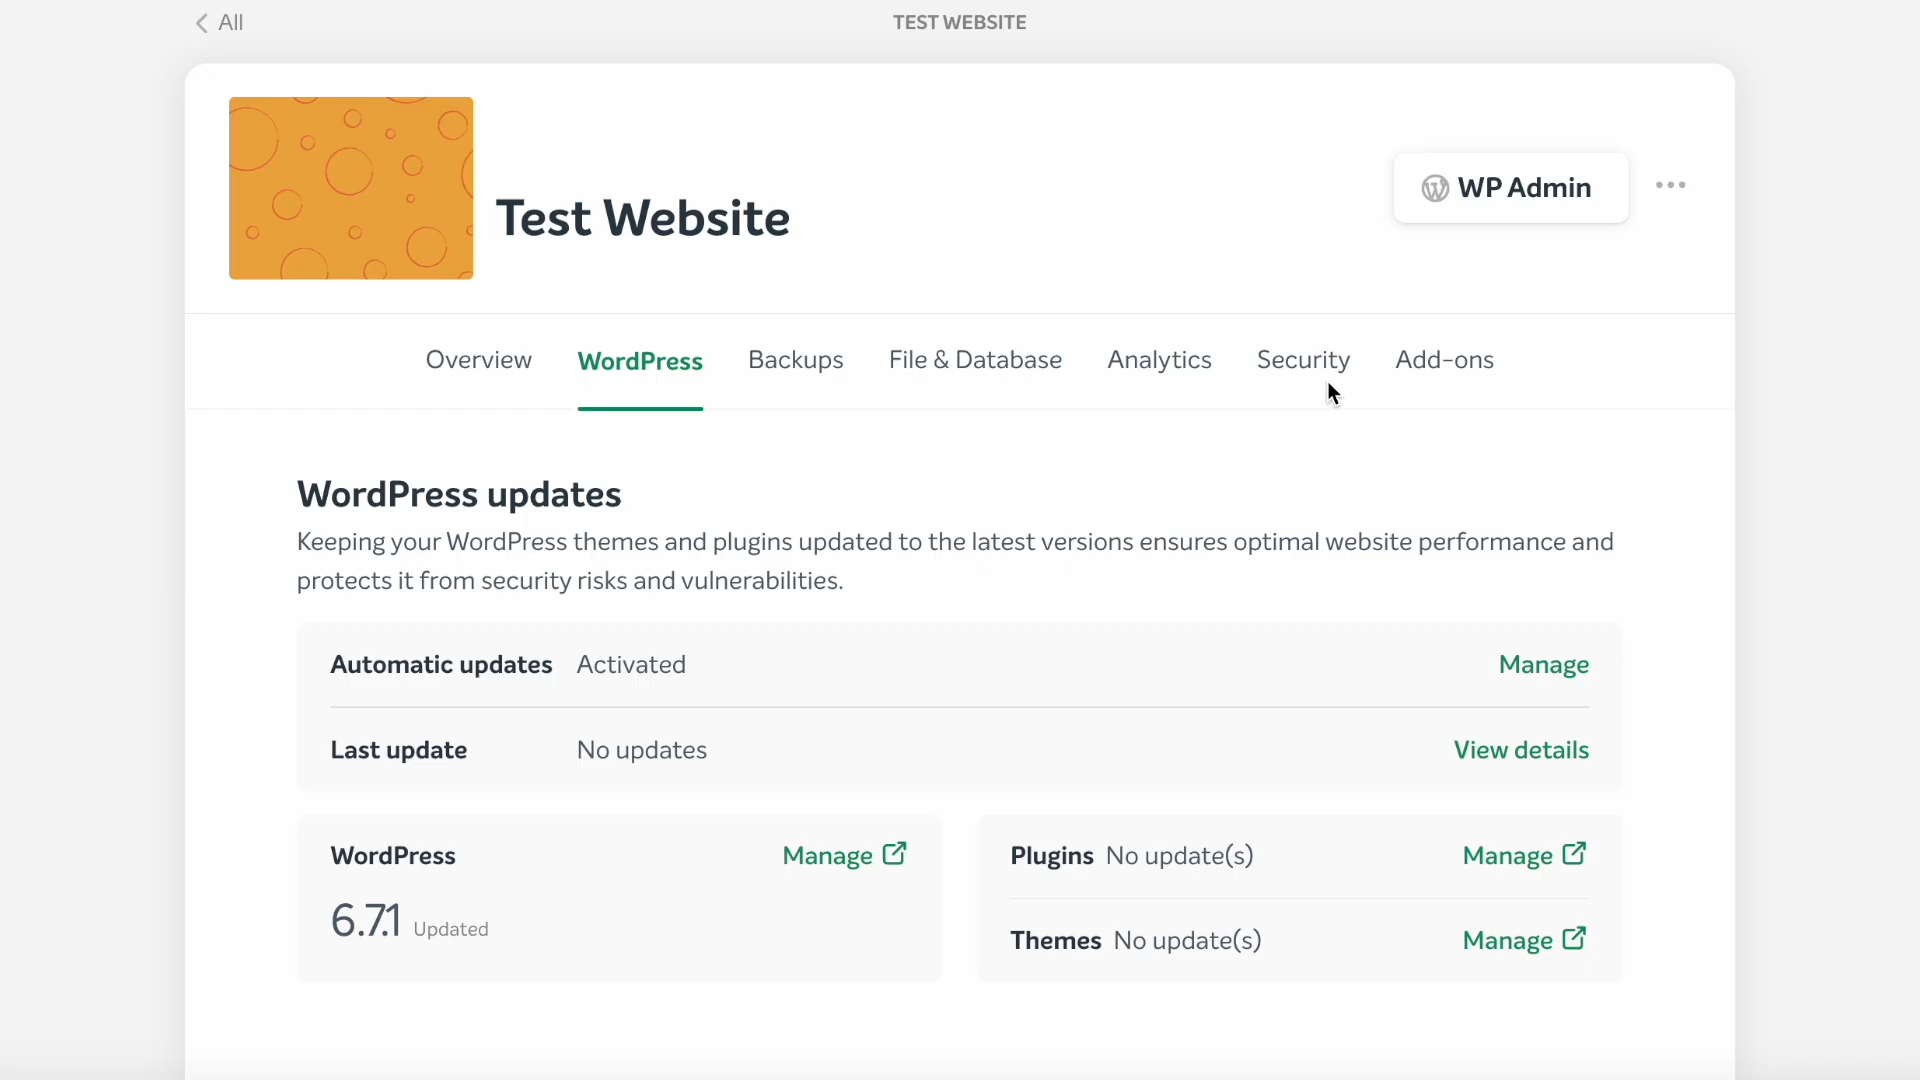 All
TEST WEBSITE
Test Website
WP Admin
Overview WordPress Backups File & Database Analytics Security Add-ons
WordPress updates
Keeping your WordPress themes and plugins updated to the latest versions ensures optimal website performance and
protects it from security risks and vulnerabilities.
Automatic updates Activated Manage
Last update No updates View details
WordPress Manage
6.7.1 Updated
Plugins No update(s) Manage
Themes No update(s) Manage